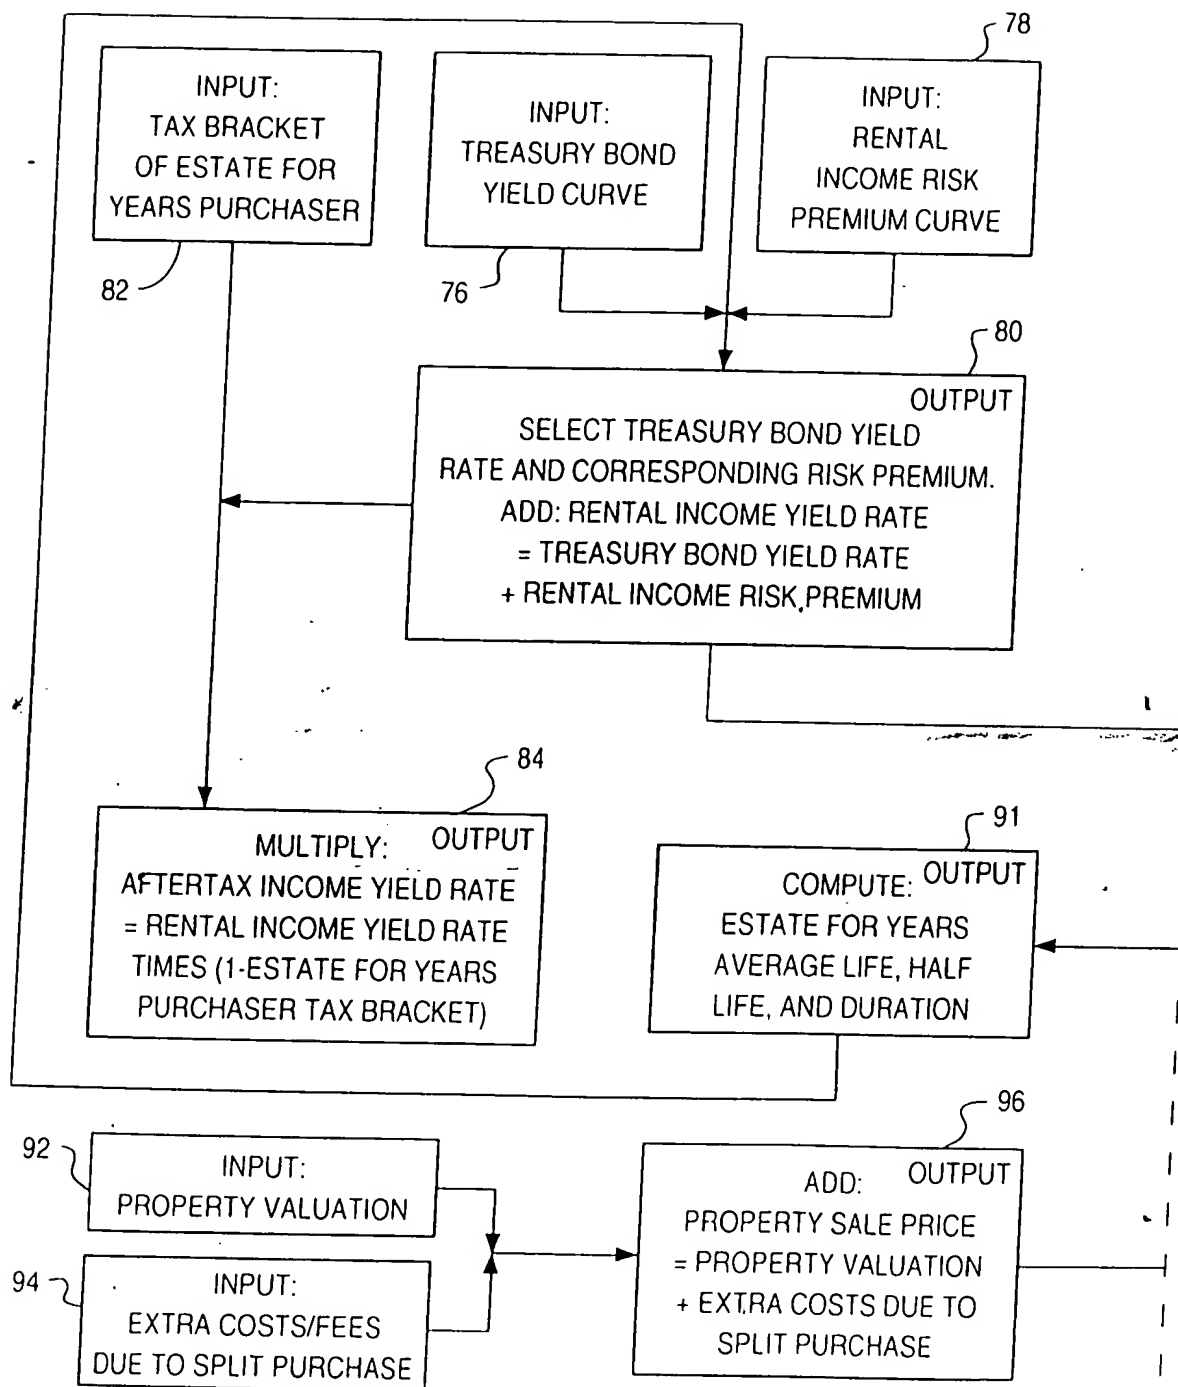 78
INPUT:
TAX BRACKET
OF ESTATE FOR
YEARS PURCHASER
82
INPUT:
TREASURY BOND
YIELD CURVE
76
INPUT:
RENTAL
INCOME RISK
PREMIUM CURVE
80
OUTPUT
SELECT TREASURY BOND YIELD
RATE AND CORRESPONDING RISK PREMIUM.
ADD: RENTAL INCOME YIELD RATE
= TREASURY BOND YIELD RATE
+ RENTAL INCOME RISK PREMIUM
84
MULTIPLY: OUTPUT
AFTERTAX INCOME YIELD RATE
= RENTAL INCOME YIELD RATE
TIMES (1-ESTATE FOR YEARS
PURCHASER TAX BRACKET)
91
COMPUTE: OUTPUT
ESTATE FOR YEARS
AVERAGE LIFE, HALF
LIFE, AND DURATION
92
INPUT:
PROPERTY VALUATION
94
INPUT:
EXTRA COSTS/FEES
DUE TO SPLIT PURCHASE
96
ADD: OUTPUT
PROPERTY SALE PRICE
= PROPERTY VALUATION
+ EXTRA COSTS DUE TO
SPLIT PURCHASE